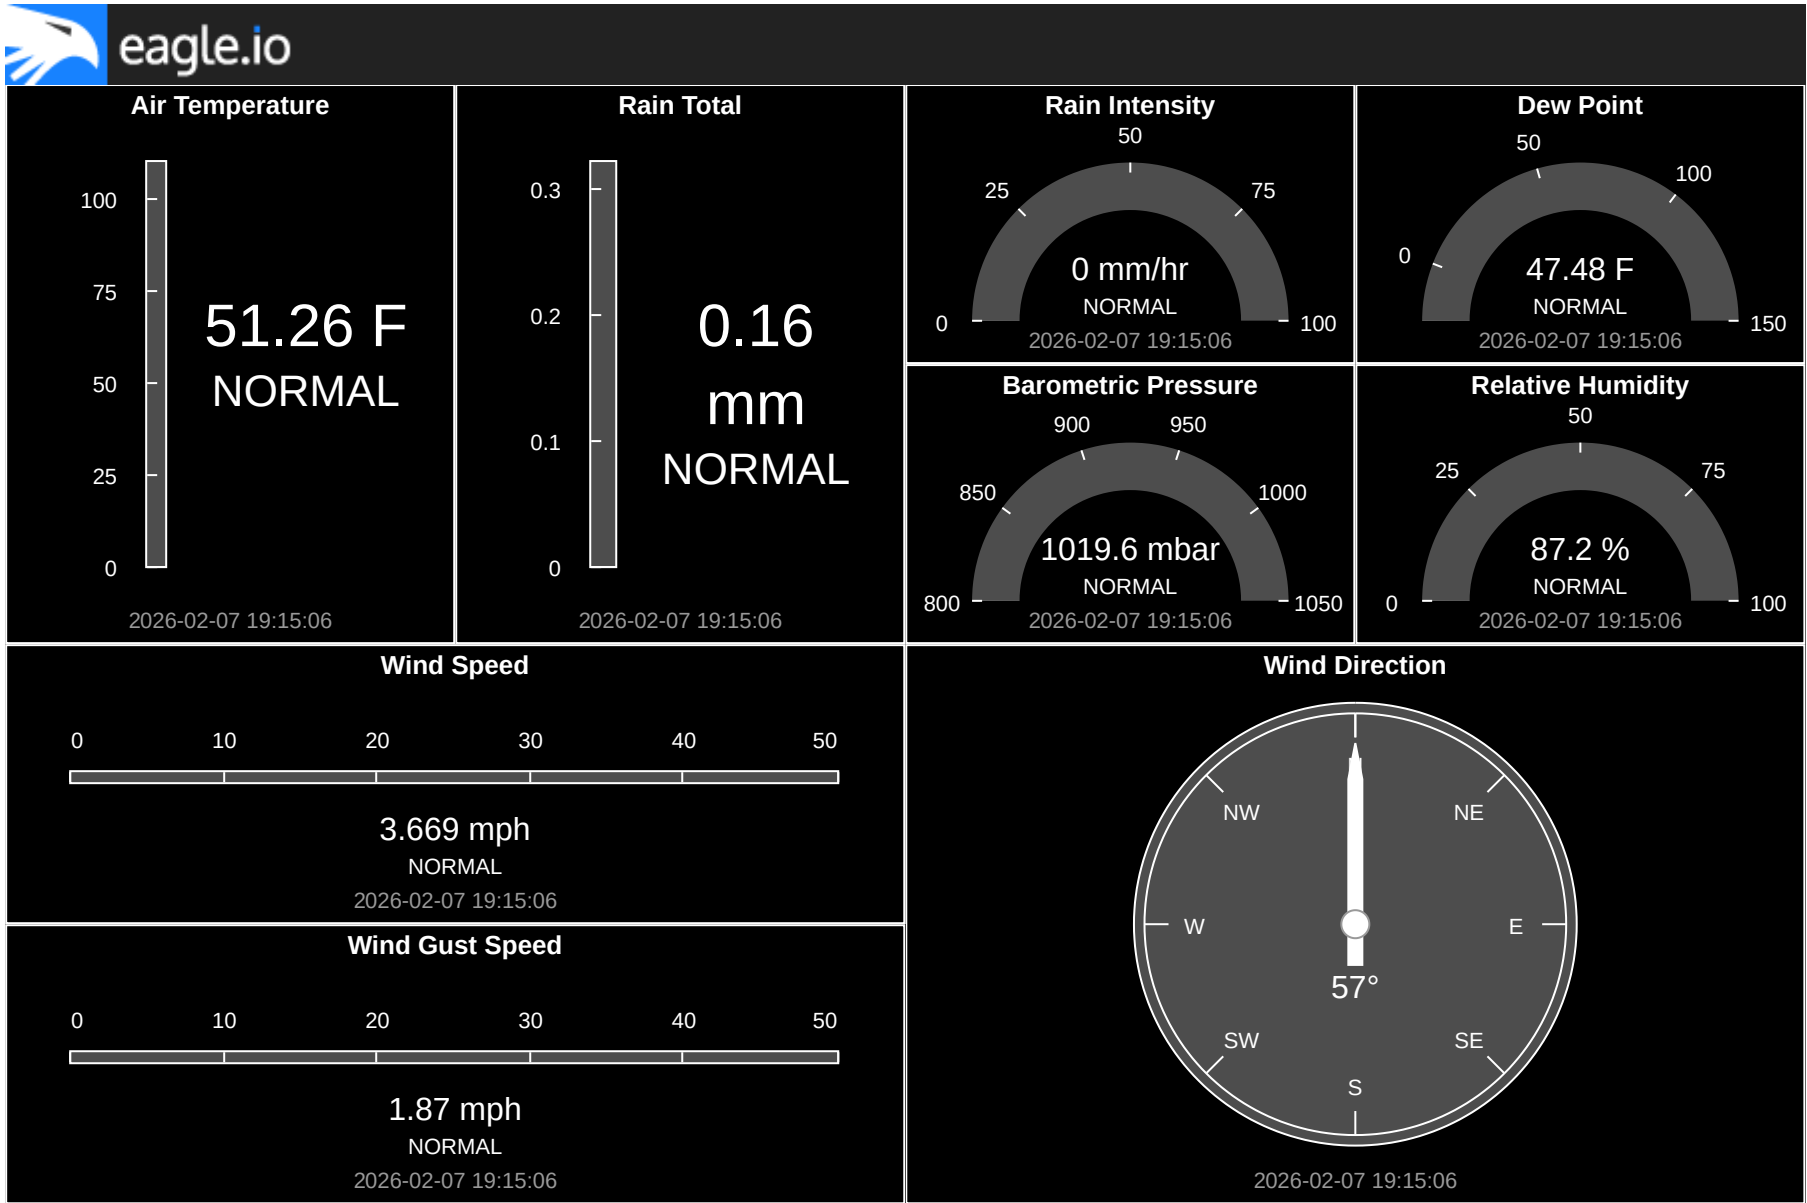 eagle.io
Air Temperature
100
75
50
25
0
51.26 F
NORMAL
2026-02-07 19:15:06
Rain Total
0.3
0.2
0.1
0
0.16
mm
NORMAL
2026-02-07 19:15:06
Rain Intensity
0
25
50
75
100
0 mm/hr
NORMAL
2026-02-07 19:15:06
Dew Point
0
50
100
150
47.48 F
NORMAL
2026-02-07 19:15:06
Barometric Pressure
800
850
900
950
1000
1050
1019.6 mbar
NORMAL
2026-02-07 19:15:06
Relative Humidity
0
25
50
75
100
87.2 %
NORMAL
2026-02-07 19:15:06
Wind Speed
0 10 20 30 40 50
3.669 mph
NORMAL
2026-02-07 19:15:06
Wind Gust Speed
0 10 20 30 40 50
1.87 mph
NORMAL
2026-02-07 19:15:06
Wind Direction
NW NE
W E
57°
SW SE
S
2026-02-07 19:15:06